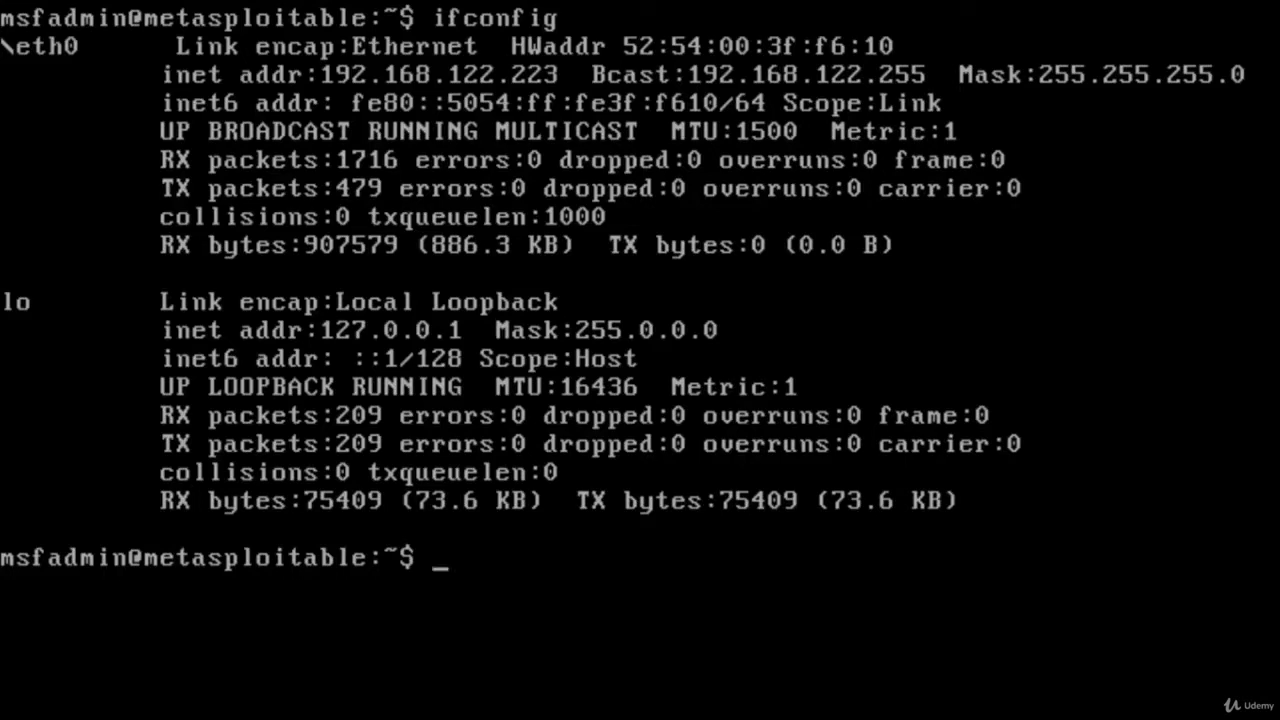 msfadmin@metasploitable:~$ ifconfig
\eth0 Link encap:Ethernet HWaddr 52:54:00:3f:f6:10
inet addr:192.168.122.223 Bcast:192.168.122.255 Mask:255.255.255.0
inet6 addr: fe80::5054:ff:fe3f:f610/64 Scope:Link
UP BROADCAST RUNNING MULTICAST MTU:1500 Metric:1
RX packets:1716 errors:0 dropped:0 overruns:0 frame:0
TX packets:479 errors:0 dropped:0 overruns:0 carrier:0
collisions:0 txqueuelen:1000
RX bytes:907579 (886.3 KB) TX bytes:0 (0.0 B)
lo Link encap:Local Loopback
inet addr:127.0.0.1 Mask:255.0.0.0
inet6 addr: ::1/128 Scope:Host
UP LOOPBACK RUNNING MTU:16436 Metric:1
RX packets:209 errors:0 dropped:0 overruns:0 frame:0
TX packets:209 errors:0 dropped:0 overruns:0 carrier:0
collisions:0 txqueuelen:0
RX bytes:75409 (73.6 KB) TX bytes:75409 (73.6 KB)
msfadmin@metasploitable:~$ _
Udemy